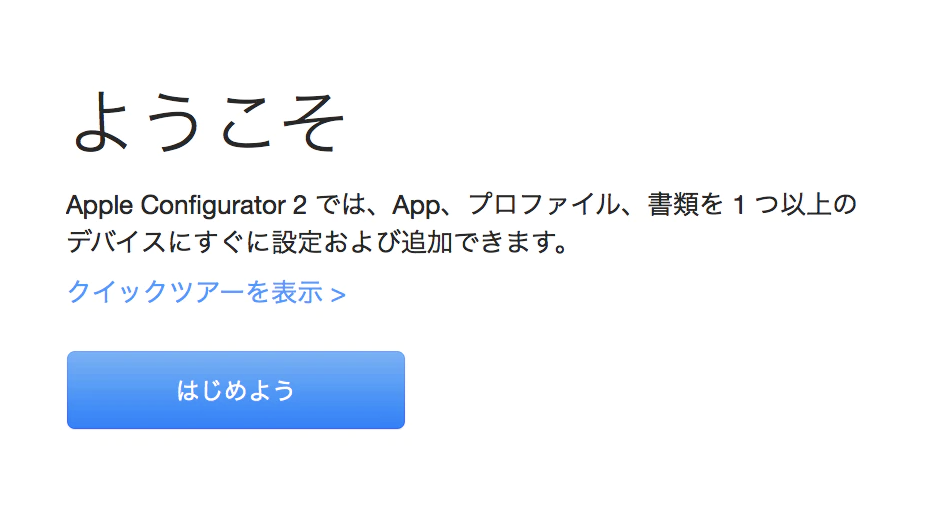 ようこそ
Apple Configurator 2 では、App、プロファイル、書類を 1 つ以上の
デバイスにすぐに設定および追加できます。
クイックツアーを表示 >
はじめよう